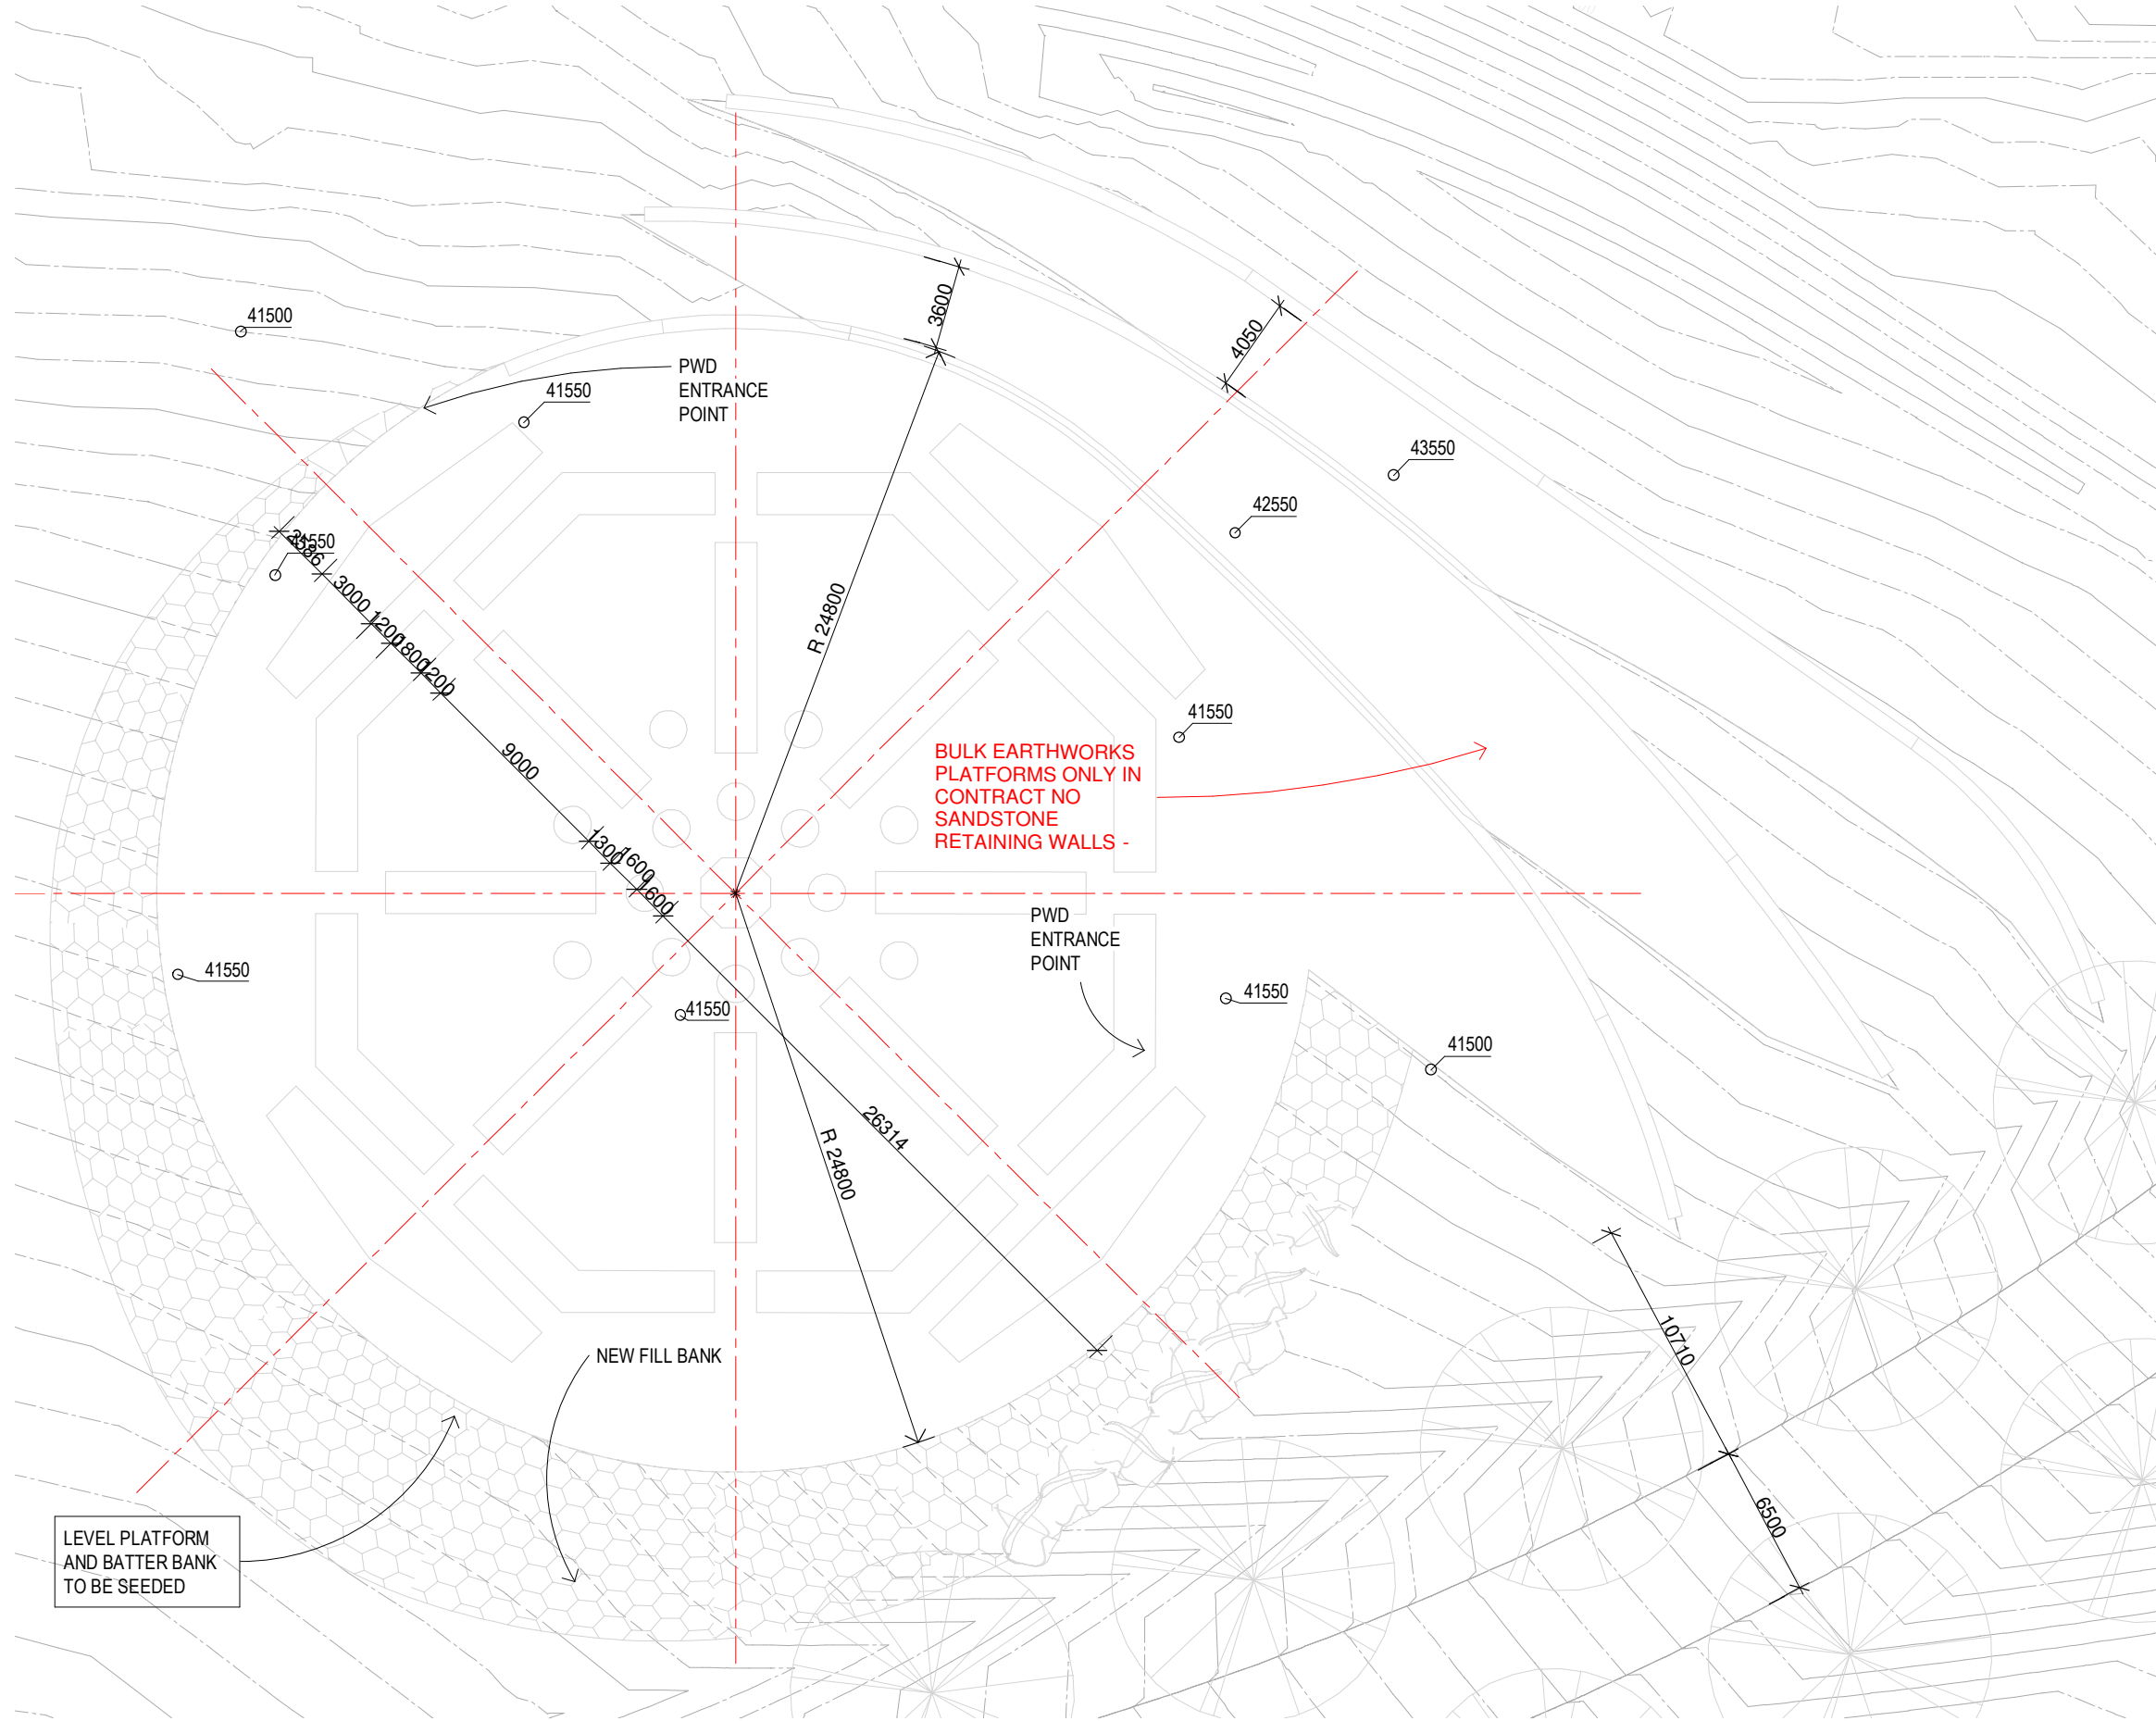 41500
PWD
ENTRANCE
POINT
41550
3600
4050
43550
42550
41550
2586
3000
1200
1800
1200
R 24800
9000
41550
BULK EARTHWORKS
PLATFORMS ONLY IN
CONTRACT NO
SANDSTONE
RETAINING WALLS -
1300
1600
1600
PWD
ENTRANCE
POINT
41550
41550
41550
41500
26314
R 24800
10710
NEW FILL BANK
6500
LEVEL PLATFORM
AND BATTER BANK
TO BE SEEDED